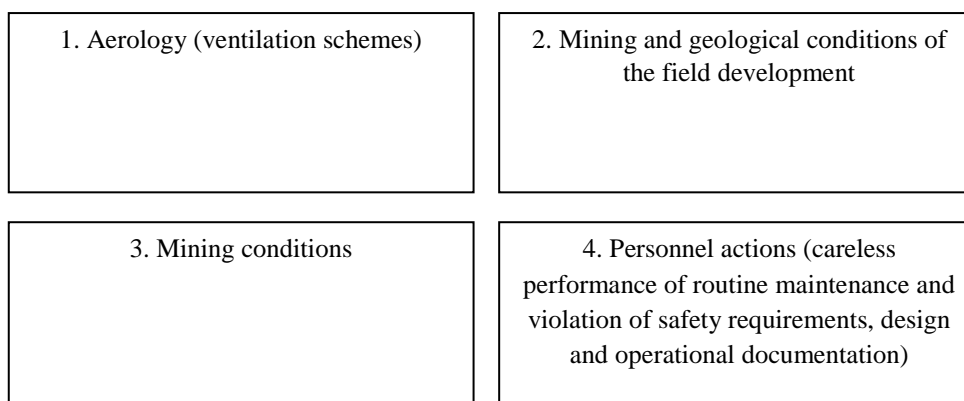 1. Aerology (ventilation schemes)
2. Mining and geological conditions of
the field development
3. Mining conditions
4. Personnel actions (careless
performance of routine maintenance and
violation of safety requirements, design
and operational documentation)